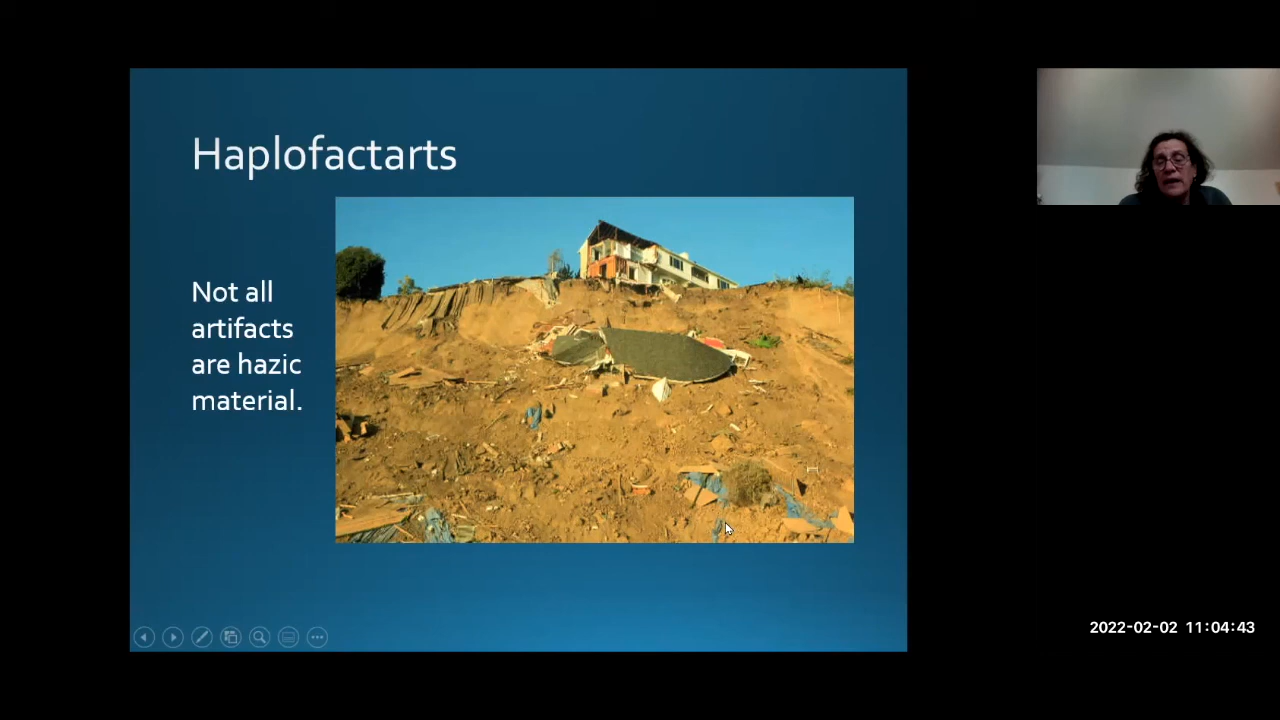 Haplofactarts
Not all
artifacts
are hazic
material.
2022-02-02 11:04:43